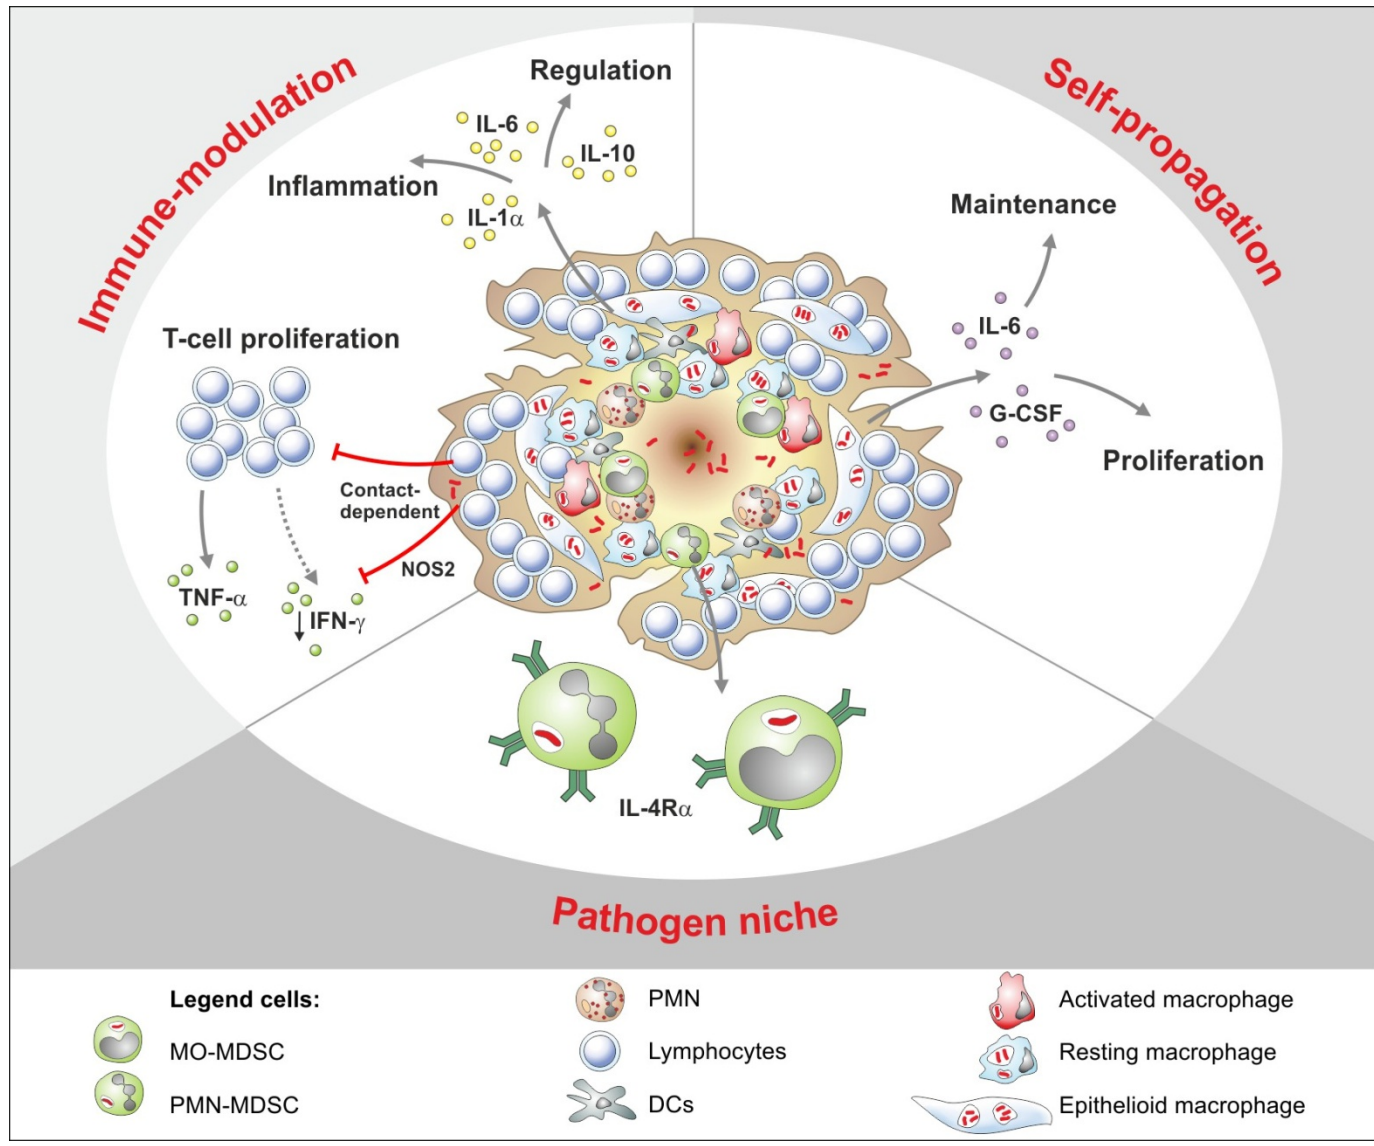 Immune-modulation
Self-propagation
Pathogen niche
Regulation
IL-6
IL-10
Inflammation
IL-1α
T-cell proliferation
Contact-
dependent
NOS2
TNF-α
IFN-γ
Maintenance
IL-6
G-CSF
Proliferation
IL-4Rα
Legend cells:
MO-MDSC
PMN-MDSC
PMN
Lymphocytes
DCs
Activated macrophage
Resting macrophage
Epithelioid macrophage